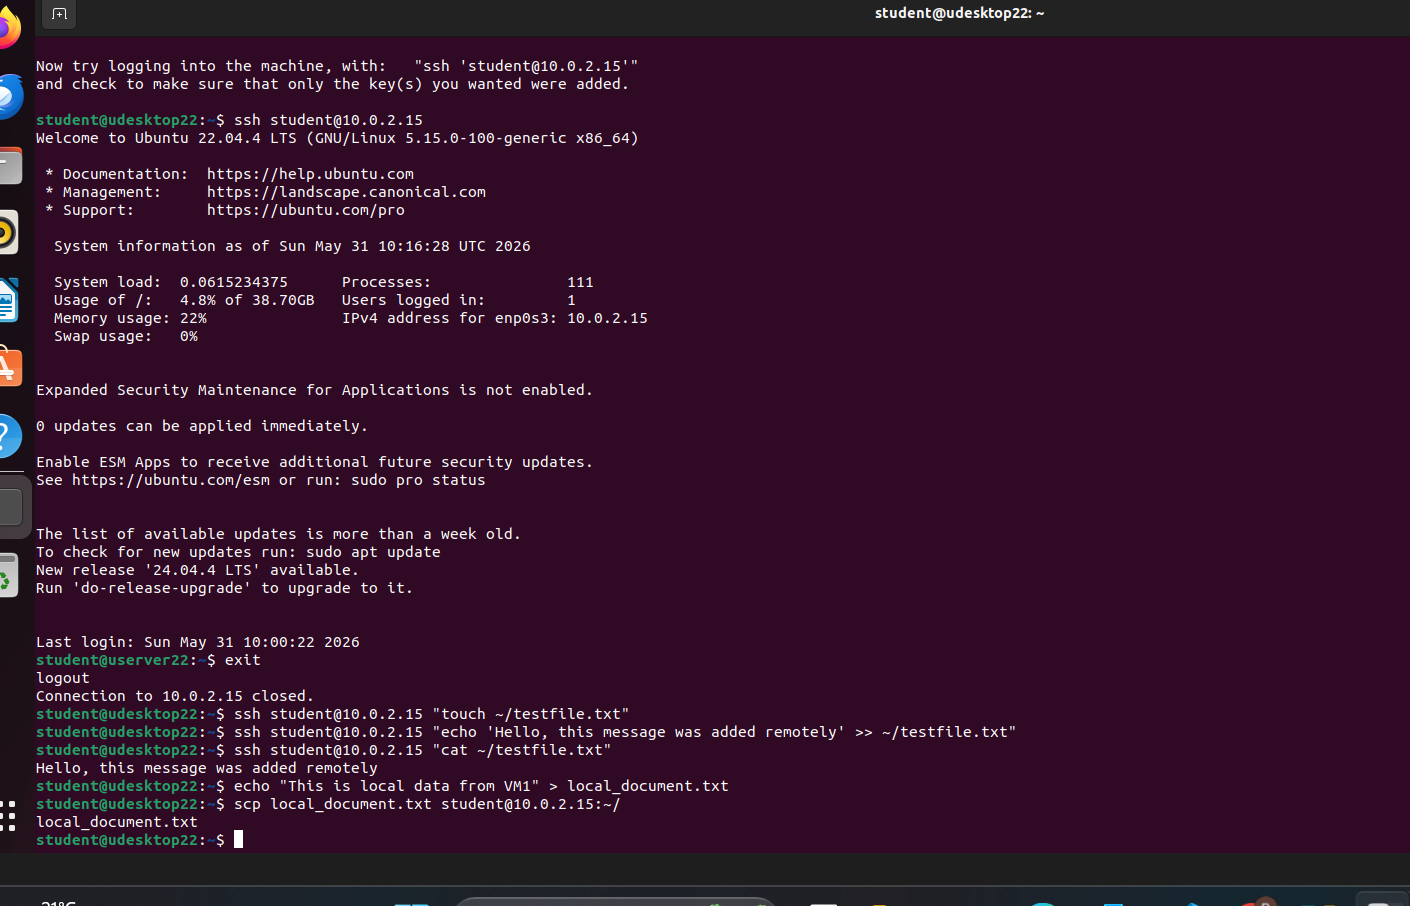 student@udesktop22: ~
Now try logging into the machine, with:   "ssh 'student@10.0.2.15'"
and check to make sure that only the key(s) you wanted were added.
student@udesktop22:~$ ssh student@10.0.2.15
Welcome to Ubuntu 22.04.4 LTS (GNU/Linux 5.15.0-100-generic x86_64)
* Documentation:  https://help.ubuntu.com
* Management:     https://landscape.canonical.com
* Support:        https://ubuntu.com/pro
System information as of Sun May 31 10:16:28 UTC 2026
System load:  0.0615234375      Processes:               111
Usage of /:   4.8% of 38.70GB   Users logged in:         1
Memory usage: 22%               IPv4 address for enp0s3: 10.0.2.15
Swap usage:   0%
Expanded Security Maintenance for Applications is not enabled.
0 updates can be applied immediately.
Enable ESM Apps to receive additional future security updates.
See https://ubuntu.com/esm or run: sudo pro status
The list of available updates is more than a week old.
To check for new updates run: sudo apt update
New release '24.04.4 LTS' available.
Run 'do-release-upgrade' to upgrade to it.
Last login: Sun May 31 10:00:22 2026
student@userver22:~$ exit
logout
Connection to 10.0.2.15 closed.
student@udesktop22:~$ ssh student@10.0.2.15 "touch ~/testfile.txt"
student@udesktop22:~$ ssh student@10.0.2.15 "echo 'Hello, this message was added remotely' >> ~/testfile.txt"
student@udesktop22:~$ ssh student@10.0.2.15 "cat ~/testfile.txt"
Hello, this message was added remotely
student@udesktop22:~$ echo "This is local data from VM1" > local_document.txt
student@udesktop22:~$ scp local_document.txt student@10.0.2.15:~/
local_document.txt
student@udesktop22:~$